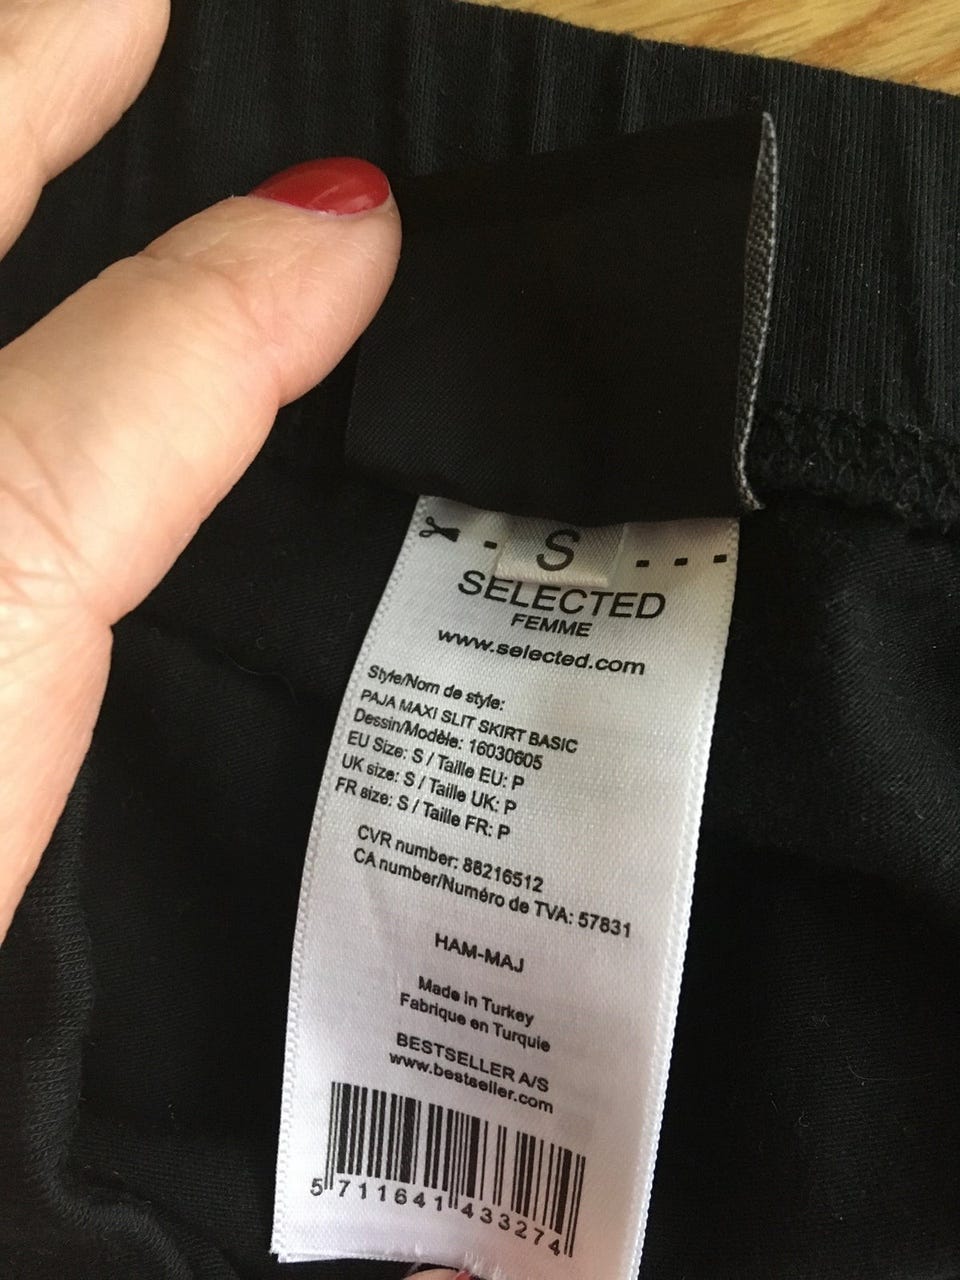 S
SELECTED
FEMME
www.selected.com
Style/Nom de style:
PAJA MAXI SLIT SKIRT BASIC
Dessin/Modèle: 16030605
EU Size: S / Taille EU: P
UK size: S / Taille UK: P
FR size: S / Taille FR: P
CVR number: 88216512
CA number/Numéro de TVA: 57831
HAM-MAJ
Made in Turkey
Fabrique en Turquie
BESTSELLER A/S
www.bestseller.com
5 711641 433274